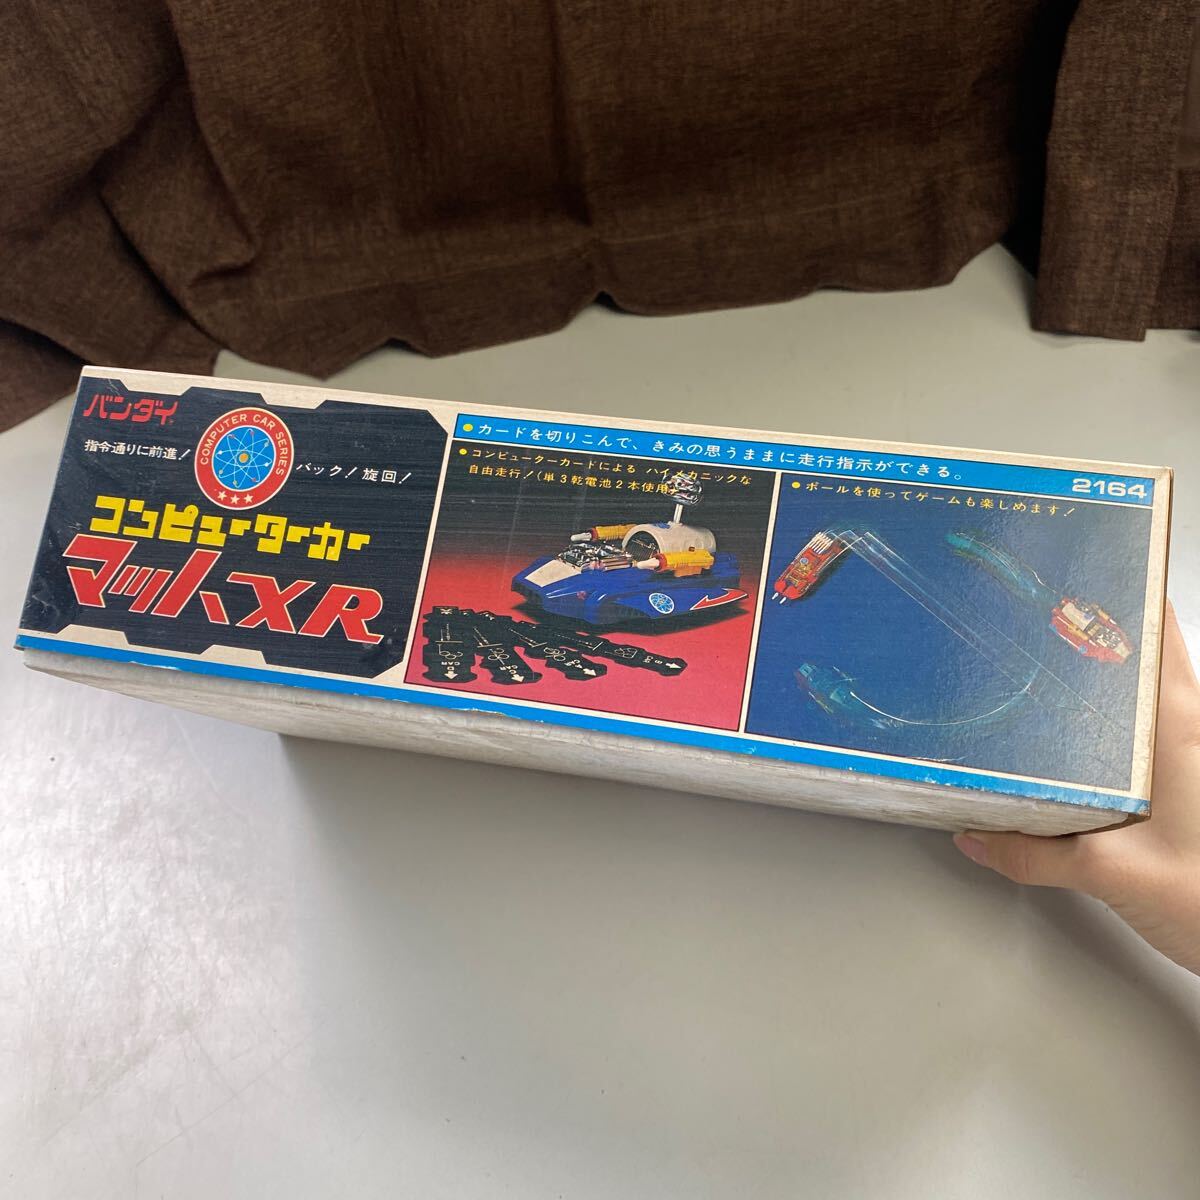 バンダイ
COMPUTER CAR SERIES
指令通りに前進!
バック!旋回!
コンピューターカー
マットXR
●カードを切りこんで、きみの思うままに走行指示ができる。
2164
●コンピューターカードによる ハイメカニックな
自由走行!(単3乾電池2本使用)
●ボールを使ってゲームも楽しめます!
CAR
CAR